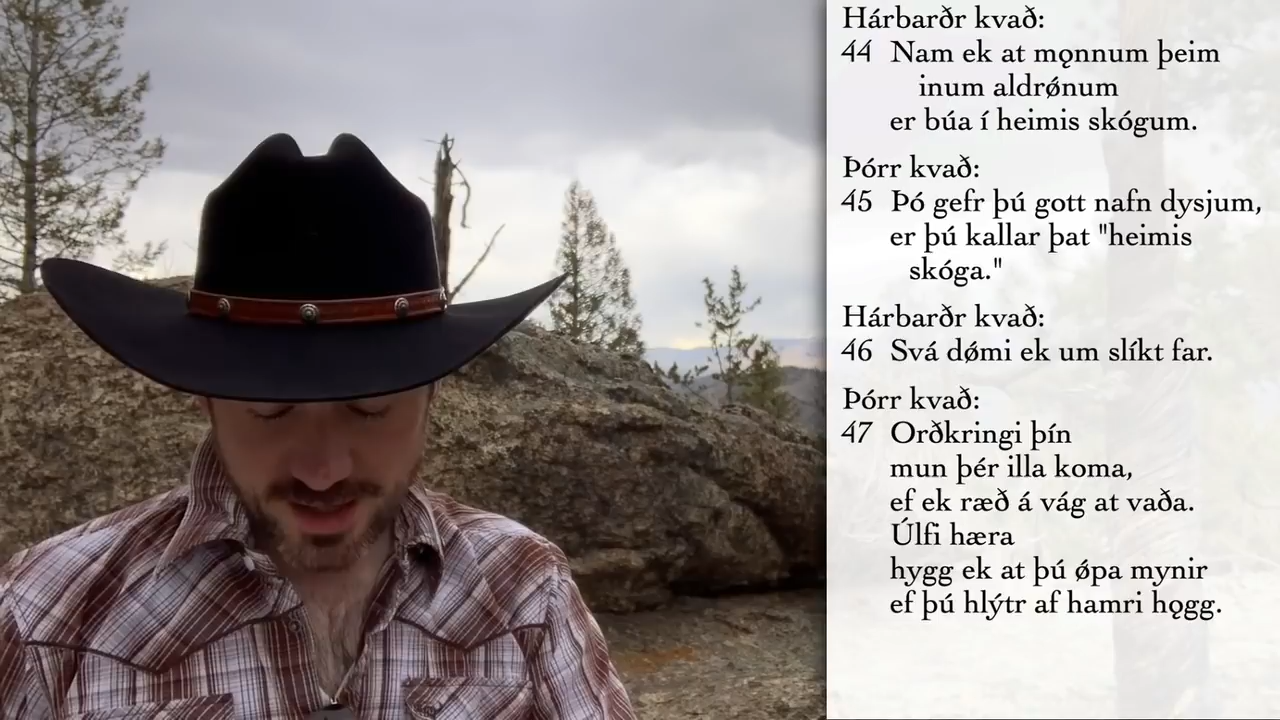 Hárbarðr kvað:
44 Nam ek at mǫnnum þeim
inum aldrǿnum
er búa í heimis skógum.
Þórr kvað:
45 Þó gefr þú gott nafn dysjum,
er þú kallar þat "heimis
skóga."
Hárbarðr kvað:
46 Svá dǿmi ek um slíkt far.
Þórr kvað:
47 Orðkringi þín
mun þér illa koma,
ef ek ræð á vág at vaða.
Úlfi hæra
hygg ek at þú ǿpa mynir
ef þú hlýtr af hamri hǫgg.